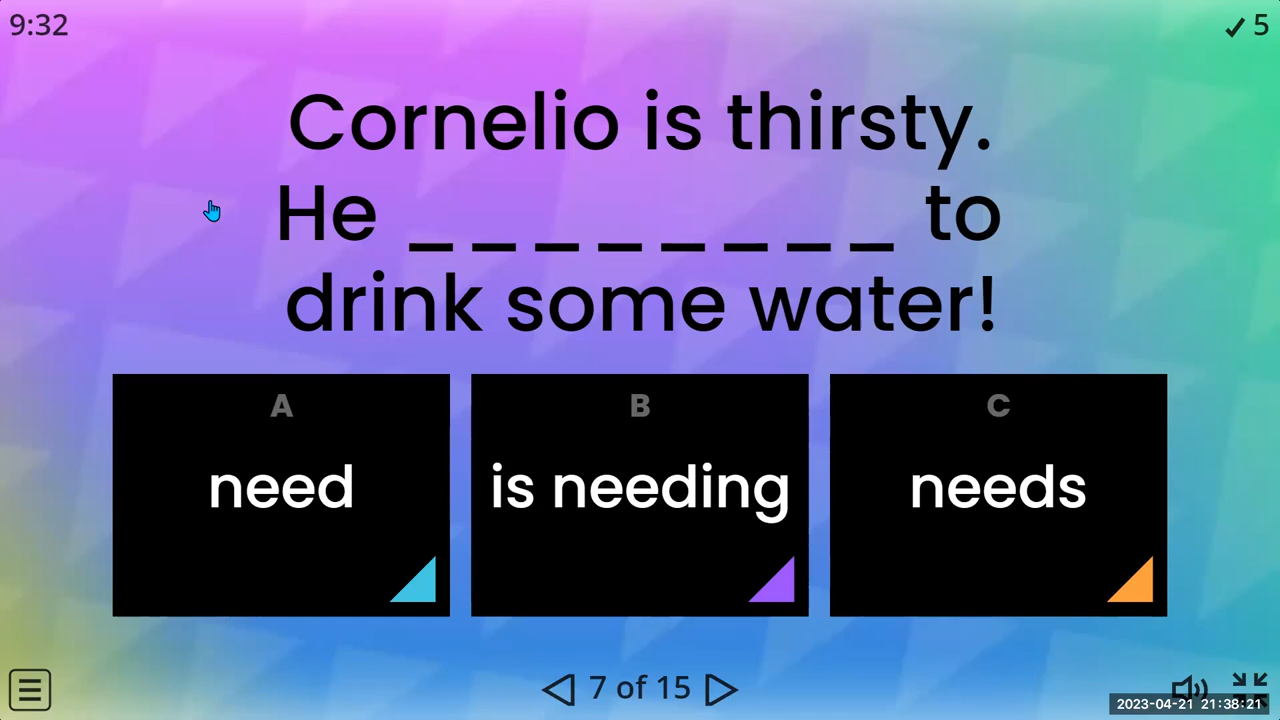 9:32
✓ 5
Cornelio is thirsty.
He _ _ _ _ _ _ _ _ to
drink some water!
A
need
B
is needing
C
needs
7 of 15
2023-04-21 21:38:21